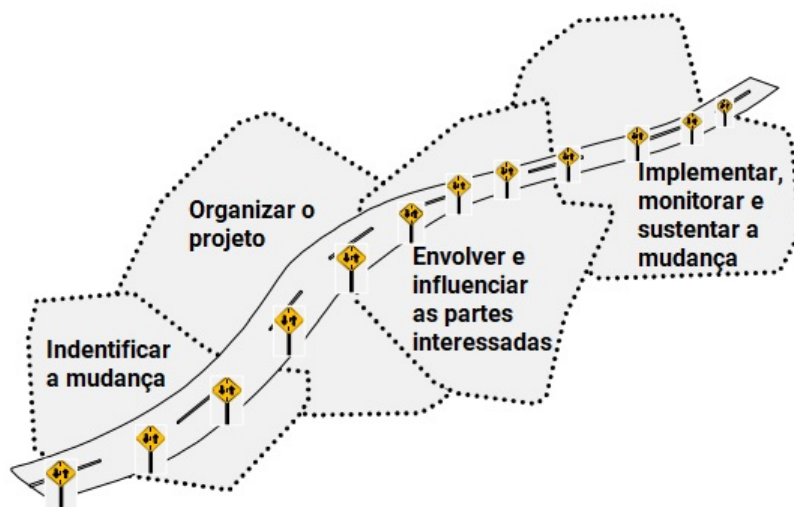 Organizar o
projeto
Implementar,
monitorar e
sustentar a
mudança
Envolver e
influenciar
as partes
interessadas
Indentificar
a mudança